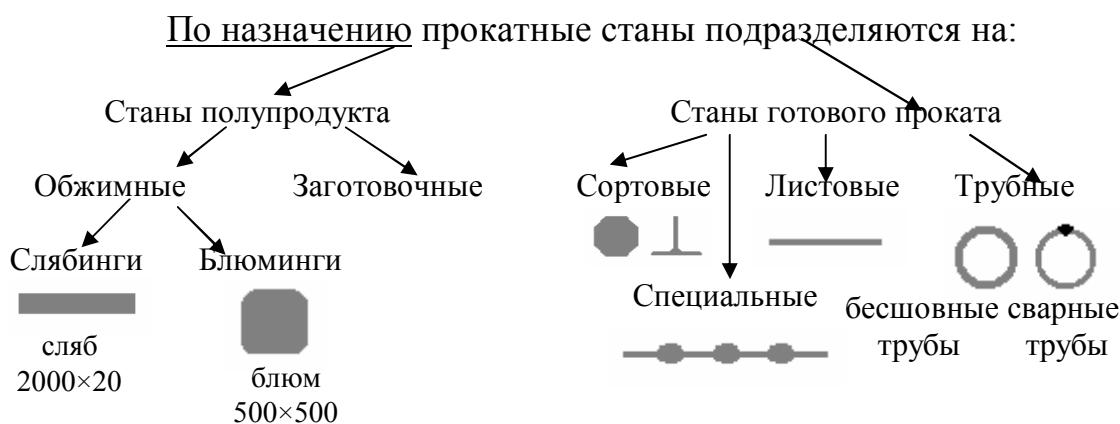 По назначению прокатные станы подразделяются на:
Станы полупродукта
Станы готового проката
Обжимные
Заготовочные
Сортовые
Листовые
Трубные
Слябинги
Блюминги
Специальные
бесшовные сварные
трубы
трубы
сляб
2000×20
блюм
500×500